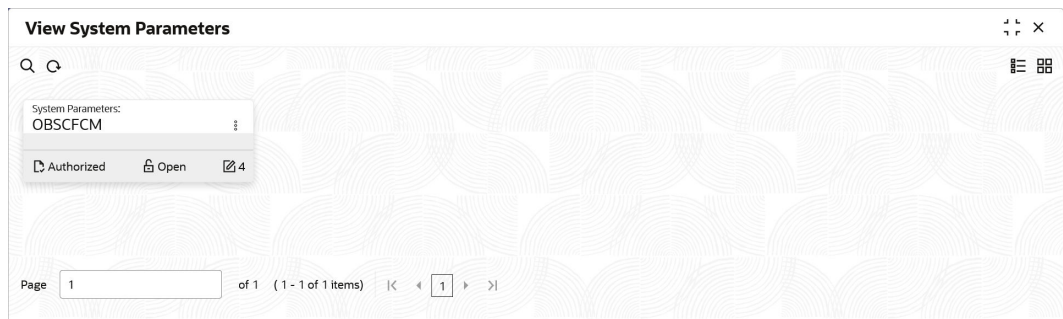 View System Parameters
System Parameters:
OBSCFCM
Authorized Open 4
Page 1 of 1 ( 1 - 1 of 1 items) 1